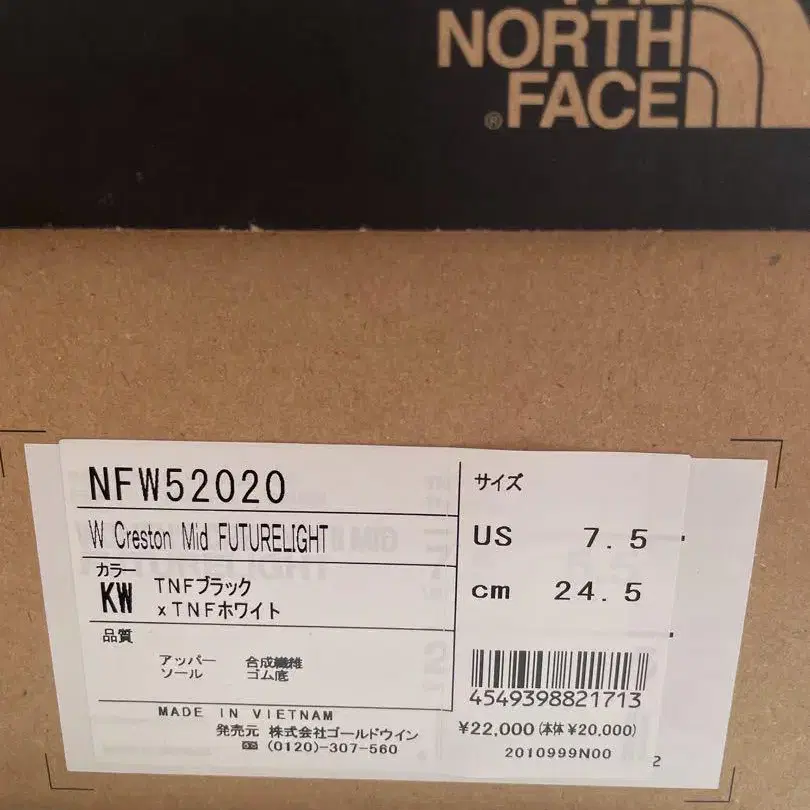 NORTH
FACE
®
NFW52020
W Creston Mid FUTURELIGHT
カラー
KW
TNFブラック
xTNFホワイト
品質
アッパー 合成繊維
ソール ゴム底
MADE IN VIETNAM
発売元 株式会社ゴールドウイン
(0120)-307-560
サイズ
US 7.5
cm 24.5
4549398821713
¥22,000(本体 ¥20,000)
2010999N00
2